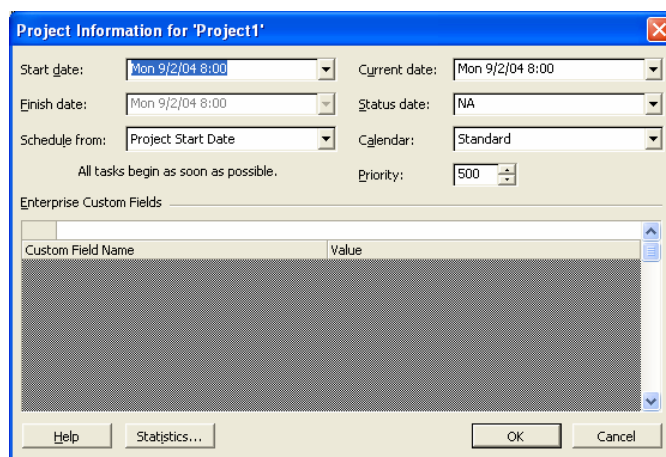 Project Information for 'Project1'
Start date: Mon 9/2/04 8:00 Current date: Mon 9/2/04 8:00
Finish date: Mon 9/2/04 8:00 Status date: NA
Schedule from: Project Start Date Calendar: Standard
All tasks begin as soon as possible. Priority: 500
Enterprise Custom Fields
Custom Field Name Value
Help Statistics... OK Cancel